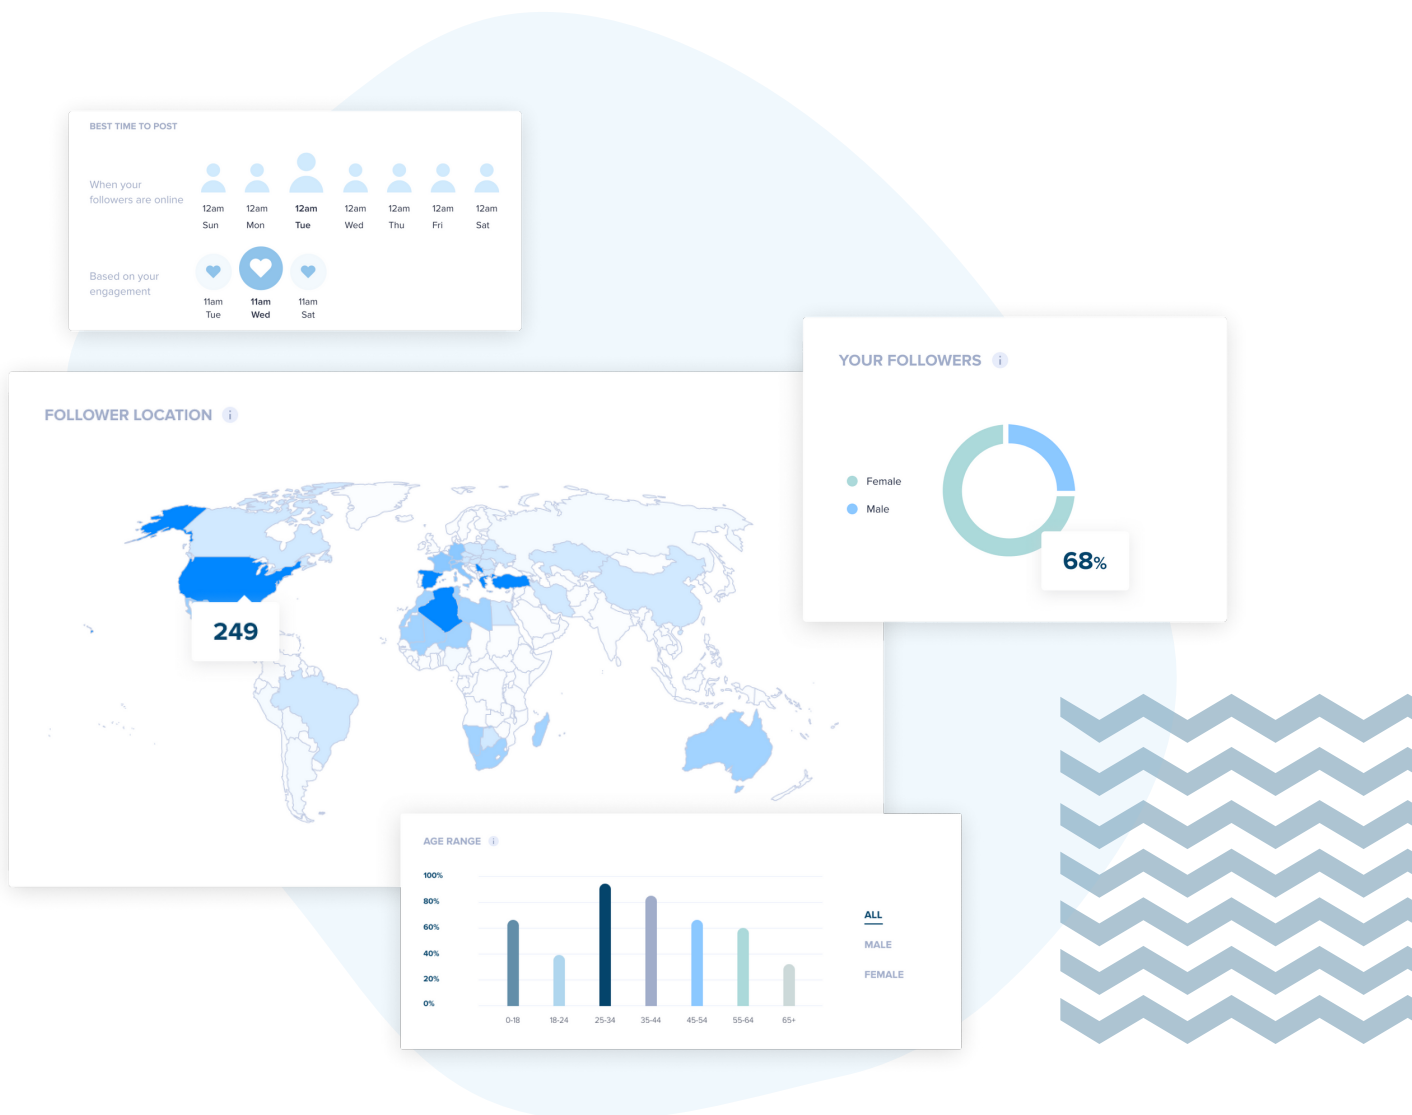 BEST TIME TO POST
When your
followers are online
12am 12am 12am 12am 12am 12am 12am
Sun Mon Tue Wed Thu Fri Sat
Based on your
engagement
11am 11am 11am
Tue Wed Sat
FOLLOWER LOCATION i
249
YOUR FOLLOWERS i
Female
Male
68%
AGE RANGE i
100%
80%
60%
40%
20%
0%
0-18 18-24 25-34 35-44 45-54 55-64 65+
ALL
MALE
FEMALE